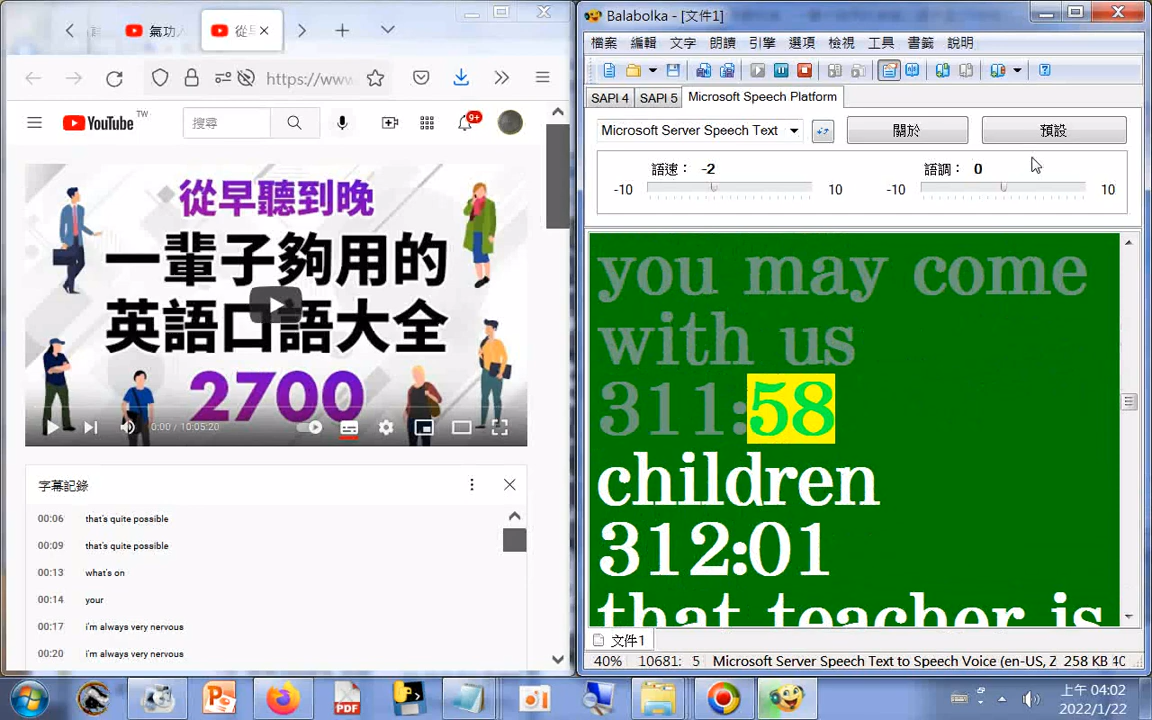 氣功
從
https://www
YouTube TW
搜尋
9+
從早聽到晚
一輩子夠用的
英語口語大全
2700
0:00 / 10:05:20
字幕記錄
00:06 that's quite possible
00:09 that's quite possible
00:13 what's on
00:14 your
00:17 i'm always very nervous
00:20 i'm always very nervous
Balabolka - [文件1]
檔案 編輯 文字 朗讀 引擎 選項 檢視 工具 書籤 說明
SAPI 4 SAPI 5 Microsoft Speech Platform
Microsoft Server Speech Text 關於 預設
語速： -2 語調： 0
-10 10 -10 10
you may come
with us
311:58
children
312:01
that teacher is
文件1
40% 10681: 5 Microsoft Server Speech Text to Speech Voice (en-US, Z 258 KB
PDF
上午 04:02
2022/1/22